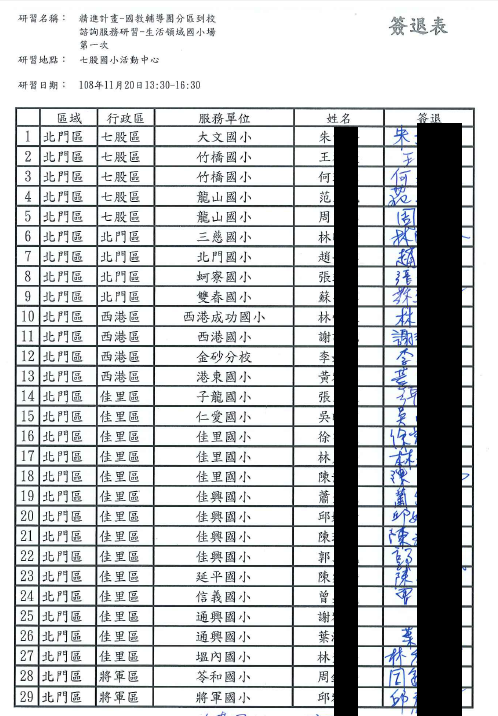 研習名稱： 精進計畫-國教輔導團分區到校
諮詢服務研習-生活領域國小場
第一次
簽退表
研習地點： 七股國小活動中心
研習日期： 108年11月20日13:30-16:30
區域 行政區 服務單位 姓名 簽退
1 北門區 七股區 大文國小 朱 朱
2 北門區 七股區 竹橋國小 王 王
3 北門區 七股區 竹橋國小 何 何
4 北門區 七股區 龍山國小 范
5 北門區 七股區 龍山國小 周 周
6 北門區 北門區 三慈國小 林 林
7 北門區 北門區 北門國小 趙 趙
8 北門區 北門區 蚵寮國小 張
9 北門區 北門區 雙春國小 蘇
10 北門區 西港區 西港成功國小 林 林
11 北門區 西港區 西港國小 謝 謝
12 北門區 西港區 金砂分校 李 李
13 北門區 西港區 港東國小 黃
14 北門區 佳里區 子龍國小 張
15 北門區 佳里區 仁愛國小 吳 吳
16 北門區 佳里區 佳里國小 徐 徐
17 北門區 佳里區 佳里國小 林 林
18 北門區 佳里區 佳里國小 陳 陳
19 北門區 佳里區 佳興國小 蕭 蕭
20 北門區 佳里區 佳興國小 邱 邱
21 北門區 佳里區 佳興國小 陳 陳
22 北門區 佳里區 佳興國小 郭 郭
23 北門區 佳里區 延平國小 陳 陳
24 北門區 佳里區 信義國小 曾
25 北門區 佳里區 通興國小 謝
26 北門區 佳里區 通興國小 葉 葉
27 北門區 佳里區 塭內國小 林 林
28 北門區 將軍區 苓和國小 周 周
29 北門區 將軍區 將軍國小 邱 邱